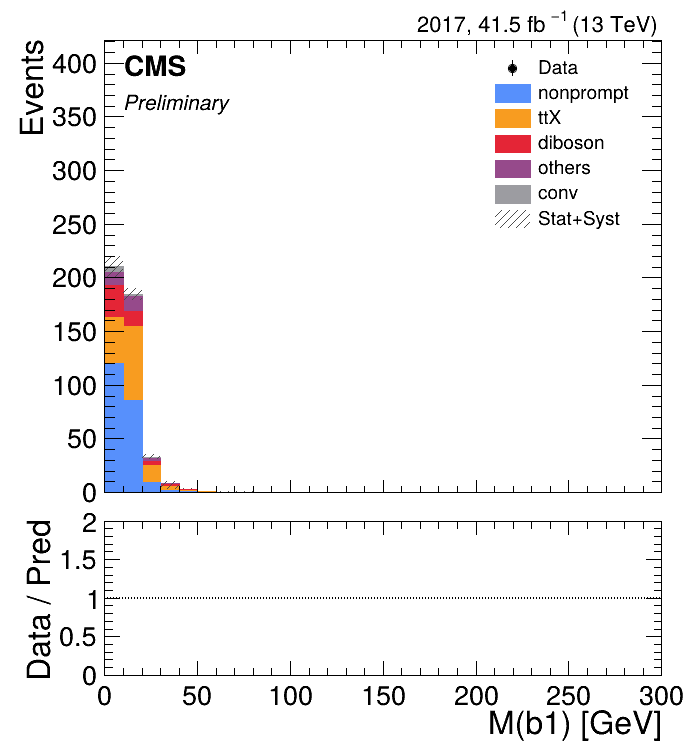 2017, 41.5 fb⁻¹ (13 TeV)
Events
CMS
Preliminary
Data
nonprompt
ttX
diboson
others
conv
Stat+Syst
400
350
300
250
200
150
100
50
0
Data / Pred
2
1.5
1
0.5
0
0 50 100 150 200 250 300
M(b1) [GeV]